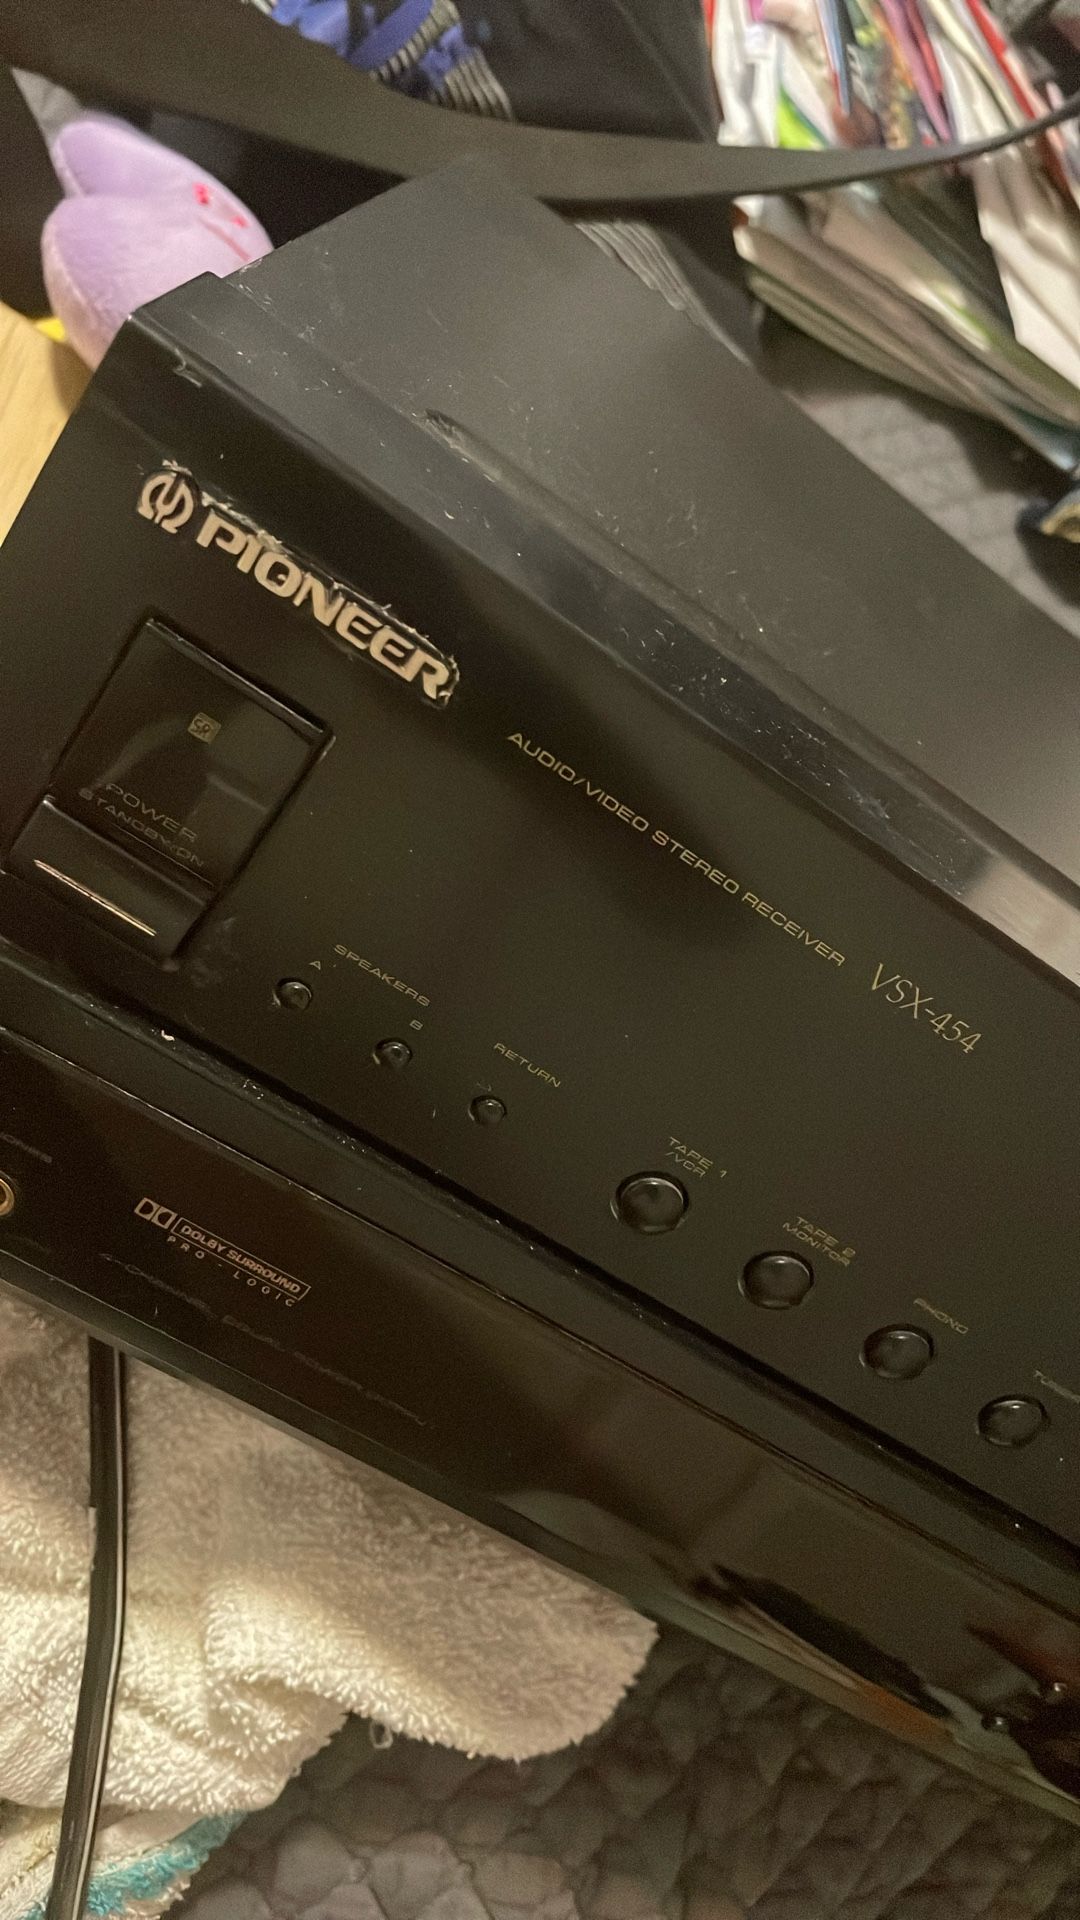 PIONEER
AUDIO/VIDEO STEREO RECEIVER VSX-454
SR
POWER
STANDBY/ON
SPEAKERS
A B
RETURN
TAPE 1
/VCR
TAPE 2
MONITOR
PHONO
DOLBY SURROUND
PRO-LOGIC